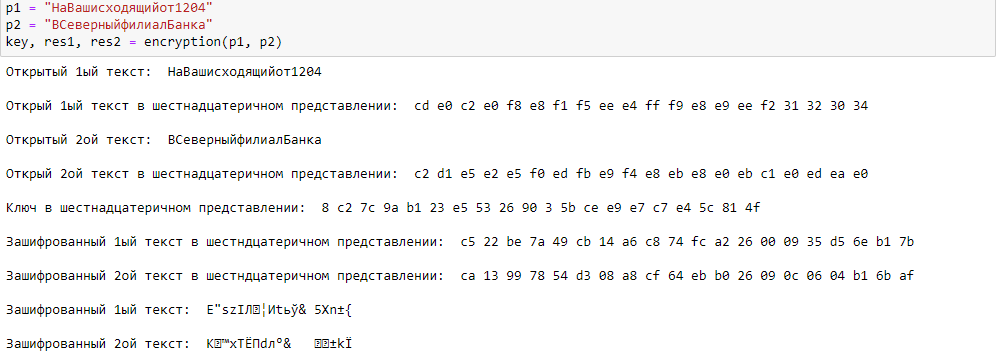 p1 = "НаВашисходящийот1204"
p2 = "ВСеверныйфилиалБанка"
key, res1, res2 = encryption(p1, p2)
Открытый 1ый текст: НаВашисходящийот1204
Открый 1ый текст в шестнадцатеричном представлении: cd e0 c2 e0 f8 e8 f1 f5 ee e4 ff f9 e8 e9 ee f2 31 32 30 34
Открытый 2ой текст: ВСеверныйфилиалБанка
Открый 2ой текст в шестнадцатеричном представлении: c2 d1 e5 e2 e5 f0 ed fb e9 f4 e8 eb e8 e0 eb c1 e0 ed ea e0
Ключ в шестнадцатеричном представлении: 8 c2 7c 9a b1 23 e5 53 26 90 3 5b ce e9 e7 c7 e4 5c 81 4f
Зашифрованный 1ый текст в шестндцатеричном представлении: c5 22 be 7a 49 cb 14 a6 c8 74 fc a2 26 00 09 35 d5 6e b1 7b
Зашифрованный 2ой текст в шестндцатеричном представлении: ca 13 99 78 54 d3 08 a8 cf 64 eb b0 26 09 0c 06 04 b1 6b af
Зашифрованный 1ый текст: Е"ѕzIЛ¦Иtьў& 5Хn±{
Зашифрованный 2ой текст: К™xTЁПdл°& ±kЇ